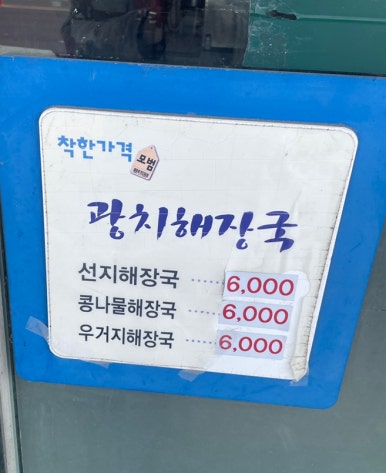 착한가격
모범
광치해장국
선지해장국 ······ 6,000
콩나물해장국 ···· 6,000
우거지해장국 ····· 6,000